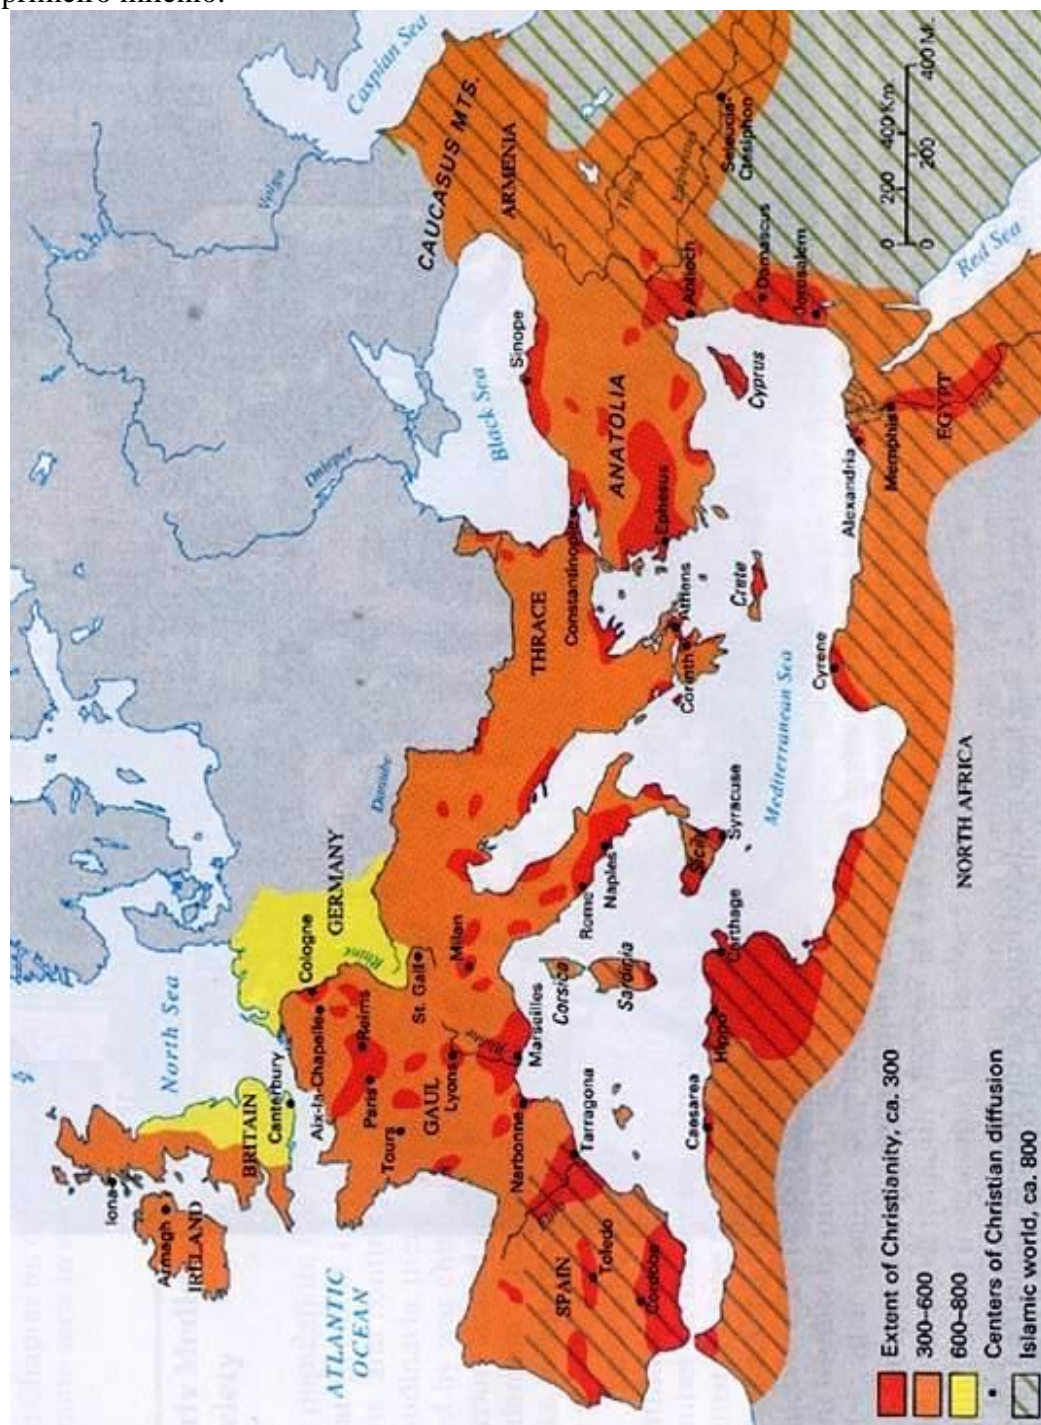 primeiro milênio.
Iona
Armagh
IRELAND
North Sea
BRITAIN
Canterbury
ATLANTIC
OCEAN
Cologne
GERMANY
Aix-la-Chapelle
Rhine
Reims
Paris
Tours
GAUL
St. Gall
Lyons
Milan
Danube
Volga
Dnieper
Caspian Sea
CAUCASUS MTS.
ARMENIA
Black Sea
Sinope
THRACE
Constantinople
ANATOLIA
Ephesus
Narbonne
Marseilles
SPAIN
Toledo
Cordoba
Tarragona
Corsica
Sardinia
Rome
Naples
Sicily
Syracuse
Corinth
Athens
Crete
Cyprus
Antioch
Damascus
Jerusalem
Seleucia-
Ctesiphon
Mediterranean Sea
Caesarea
Hippo
Carthage
Cyrene
Alexandria
Memphis
EGYPT
Red Sea
NORTH AFRICA
Extent of Christianity, ca. 300
300–600
600–800
Centers of Christian diffusion
Islamic world, ca. 800
0 200 400 Km.
0 200 400 M.